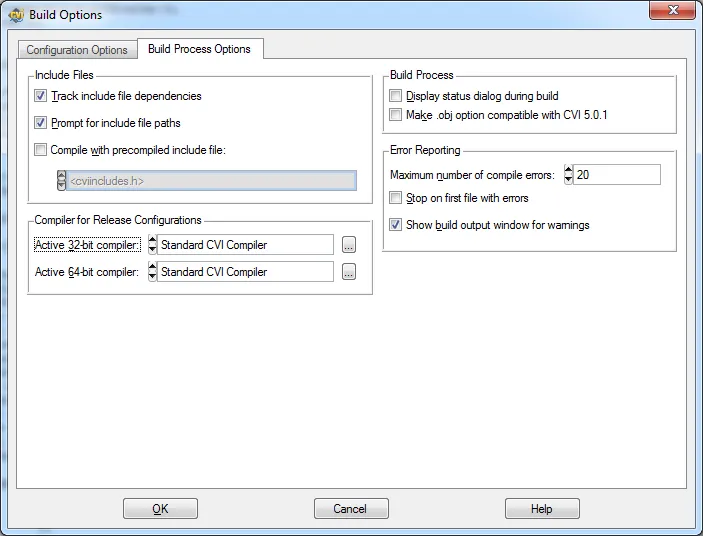 CVI
Build Options
Configuration Options
Build Process Options
Include Files
Track include file dependencies
Prompt for include file paths
Compile with precompiled include file:
<cviincludes.h>
Compiler for Release Configurations
Active 32-bit compiler:
Standard CVI Compiler
...
Active 64-bit compiler:
Standard CVI Compiler
...
Build Process
Display status dialog during build
Make .obj option compatible with CVI 5.0.1
Error Reporting
Maximum number of compile errors:
20
Stop on first file with errors
Show build output window for warnings
OK
Cancel
Help